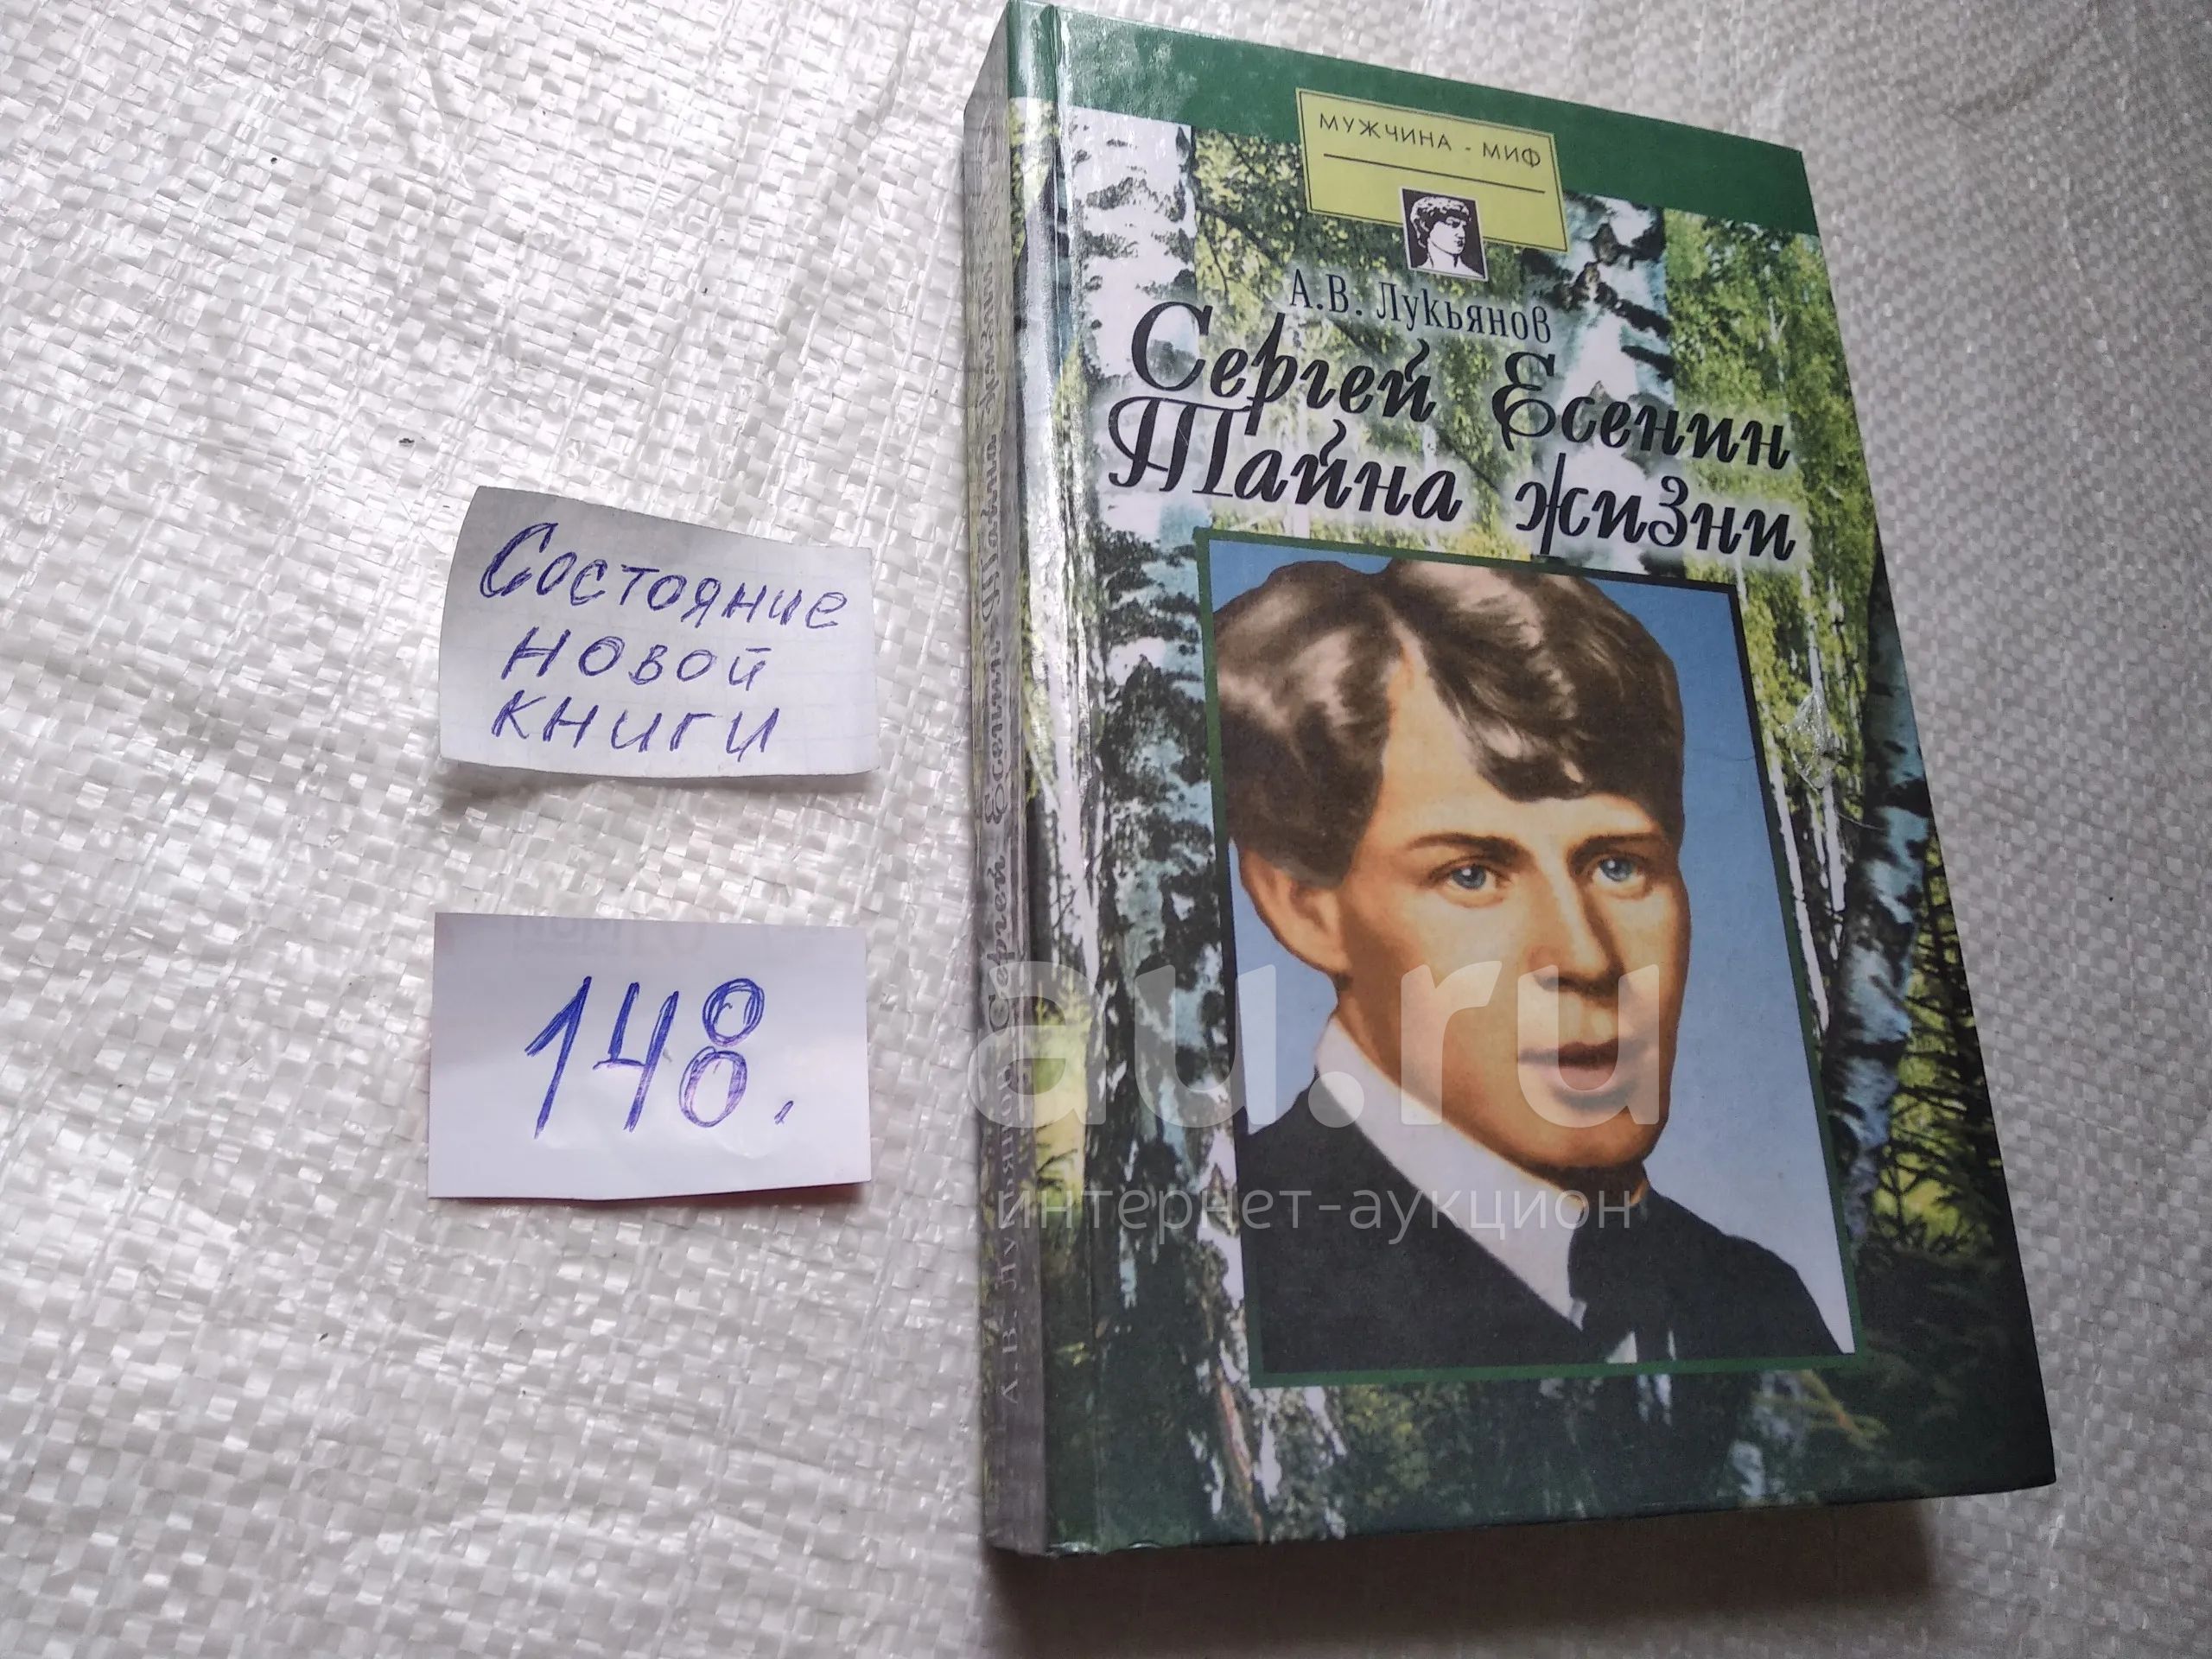 МУЖЧИНА - МИФ
А.В. Лукьянов
Сергей Есенин
Тайна жизни
Состояние
новой
книги
148.
А.В. Лукьянов Сергей Есенин Тайна жизни
au.ru
интернет-аукцион